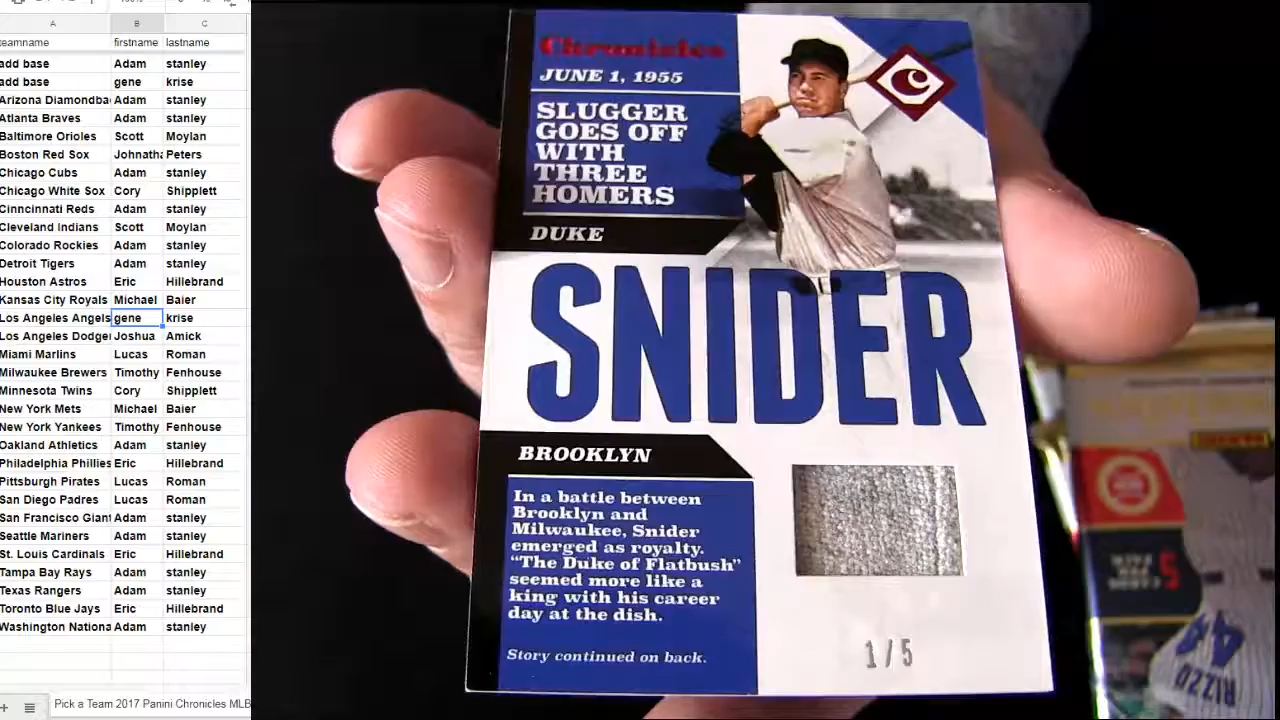 A B C
teamname firstname lastname
add base Adam stanley
add base gene krise
Arizona Diamondba Adam stanley
Atlanta Braves Adam stanley
Baltimore Orioles Scott Moylan
Boston Red Sox Johnatha Peters
Chicago Cubs Adam stanley
Chicago White Sox Cory Shipplett
Cinncinnati Reds Adam stanley
Cleveland Indians Scott Moylan
Colorado Rockies Adam stanley
Detroit Tigers Adam stanley
Houston Astros Eric Hillebrand
Kansas City Royals Michael Baier
Los Angeles Angels gene krise
Los Angeles Dodge Joshua Amick
Miami Marlins Lucas Roman
Milwaukee Brewers Timothy Fenhouse
Minnesota Twins Cory Shipplett
New York Mets Michael Baier
New York Yankees Timothy Fenhouse
Oakland Athletics Adam stanley
Philadelphia Phillies Eric Hillebrand
Pittsburgh Pirates Lucas Roman
San Diego Padres Lucas Roman
San Francisco Giant Adam stanley
Seattle Mariners Adam stanley
St. Louis Cardinals Eric Hillebrand
Tampa Bay Rays Adam stanley
Texas Rangers Adam stanley
Toronto Blue Jays Eric Hillebrand
Washington Nationa Adam stanley
Pick a Team 2017 Panini Chronicles MLB
Chronicles
JUNE 1, 1955
SLUGGER
GOES OFF
WITH
THREE
HOMERS
C
DUKE
SNIDER
BROOKLYN
In a battle between
Brooklyn and
Milwaukee, Snider
emerged as royalty.
“The Duke of Flatbush”
seemed more like a
king with his career
day at the dish.
Story continued on back.
1/5
5
RIZZO
44